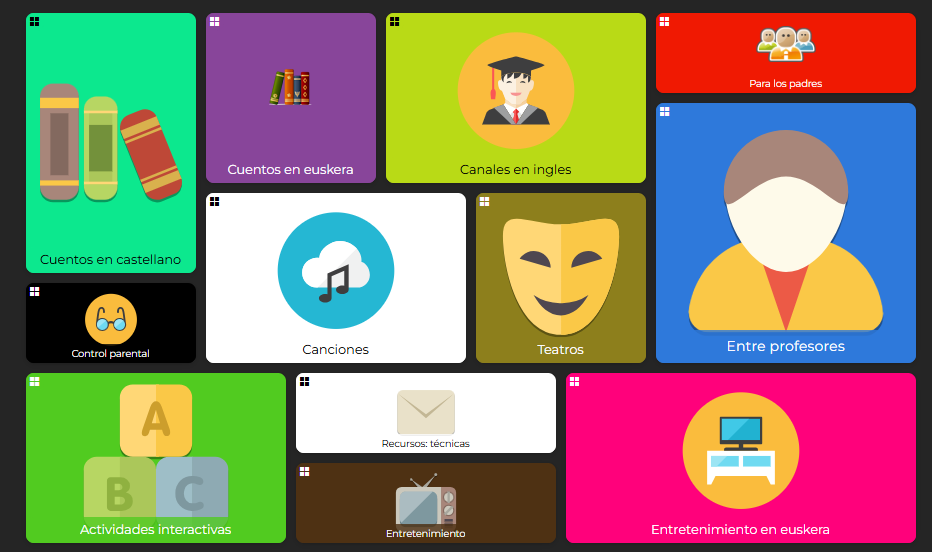 Para los padres
Cuentos en euskera
Canales en ingles
Cuentos en castellano
Entre profesores
Control parental
Canciones
Teatros
A
B C
Recursos: técnicas
Actividades interactivas
Entretenimiento
Entretenimiento en euskera